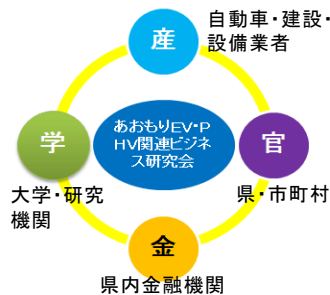 産
自動車・建設・
設備業者
学
あおもりEV・P
HV関連ビジネ
ス研究会
官
大学・研究
機関
県・市町村
金
県内金融機関